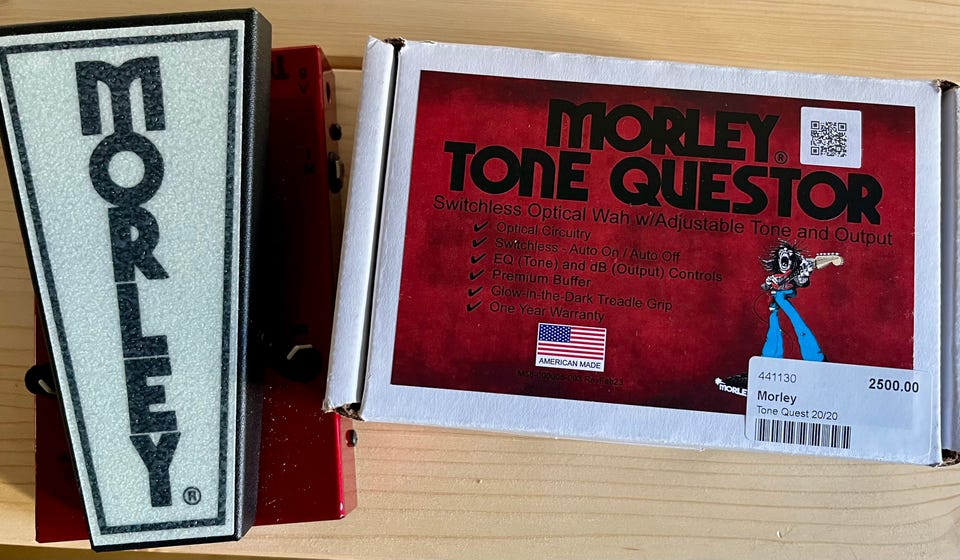 MORLEY®
MORLEY®
TONE QUESTOR
Switchless Optical Wah w/Adjustable Tone and Output
✓ Optical Circuitry
✓ Switchless - Auto On / Auto Off
✓ EQ (Tone) and dB (Output) Controls
✓ Premium Buffer
✓ Glow-in-the-Dark Treadle Grip
✓ One Year Warranty
AMERICAN MADE
441130
2500.00
Morley
Tone Quest 20/20